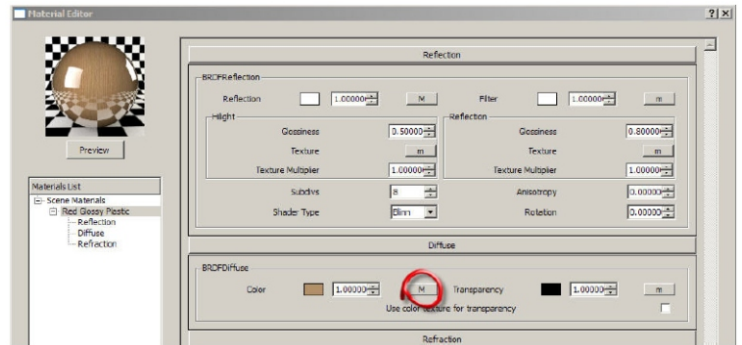 Material Editor
? ×
Reflection
BRDFReflection
Reflection 1.00000 M Filter 1.00000 m
Hilight Reflection
Gossiness 0.50000 Gossiness 0.80000
Texture m Texture m
Texture Multiplier 1.00000 Texture Multiplier 1.00000
Subdivs 8 Anisotropy 0.00000
Shader Type Blinn Rotation 0.00000
Preview
Materials List
Scene Materials
Red Glossy Plastic
Reflection
Diffuse
Refraction
Diffuse
BRDFDiffuse
Color 1.00000 M Transparency 1.00000 m
Use color texture for transparency
Refraction